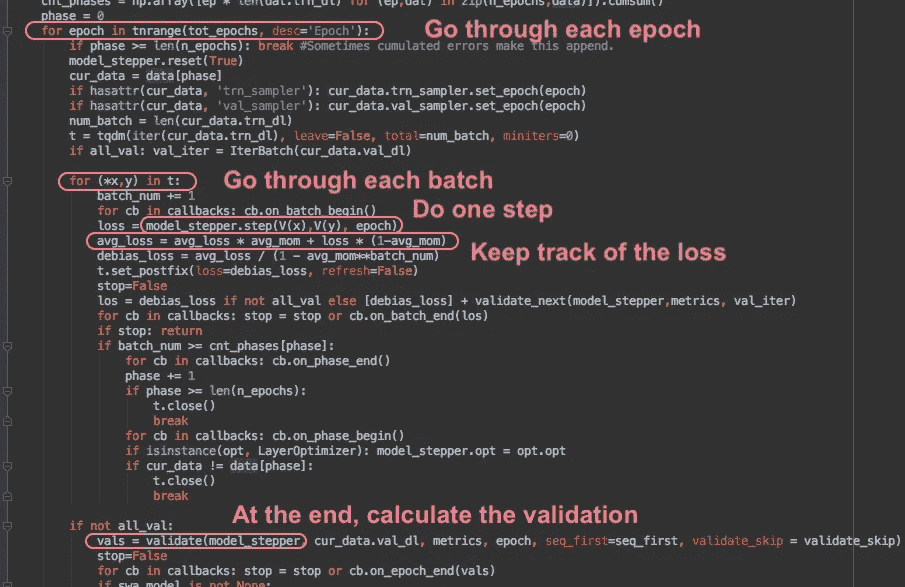 cnt_phases = np.array([ep * len(dat.trn_dl) for (ep,dat) in zip(n_epochs,data)]).cumsum()
phase = 0
for epoch in tnrange(tot_epochs, desc='Epoch'): Go through each epoch
if phase >= len(n_epochs): break #Sometimes cumulated errors make this append.
model_stepper.reset(True)
cur_data = data[phase]
if hasattr(cur_data, 'trn_sampler'): cur_data.trn_sampler.set_epoch(epoch)
if hasattr(cur_data, 'val_sampler'): cur_data.val_sampler.set_epoch(epoch)
num_batch = len(cur_data.trn_dl)
t = tqdm(iter(cur_data.trn_dl), leave=False, total=num_batch, miniters=0)
if all_val: val_iter = IterBatch(cur_data.val_dl)
for (*x,y) in t: Go through each batch
batch_num += 1
for cb in callbacks: cb.on_batch_begin() Do one step
loss = model_stepper.step(V(x),V(y), epoch)
avg_loss = avg_loss * avg_mom + loss * (1-avg_mom) Keep track of the loss
debias_loss = avg_loss / (1 - avg_mom**batch_num)
t.set_postfix(loss=debias_loss, refresh=False)
stop=False
los = debias_loss if not all_val else [debias_loss] + validate_next(model_stepper,metrics, val_iter)
for cb in callbacks: stop = stop or cb.on_batch_end(los)
if stop: return
if batch_num >= cnt_phases[phase]:
for cb in callbacks: cb.on_phase_end()
phase += 1
if phase >= len(n_epochs):
t.close()
break
for cb in callbacks: cb.on_phase_begin()
if isinstance(opt, LayerOptimizer): model_stepper.opt = opt.opt
if cur_data != data[phase]:
t.close()
break
At the end, calculate the validation
if not all_val:
vals = validate(model_stepper, cur_data.val_dl, metrics, epoch, seq_first=seq_first, validate_skip = validate_skip)
stop=False
for cb in callbacks: stop = stop or cb.on_epoch_end(vals)
if swa_model is not None: